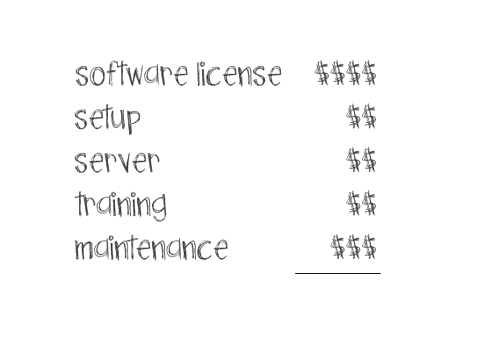 software license $$$$
setup $$
server $$
training $$
maintenance $$$